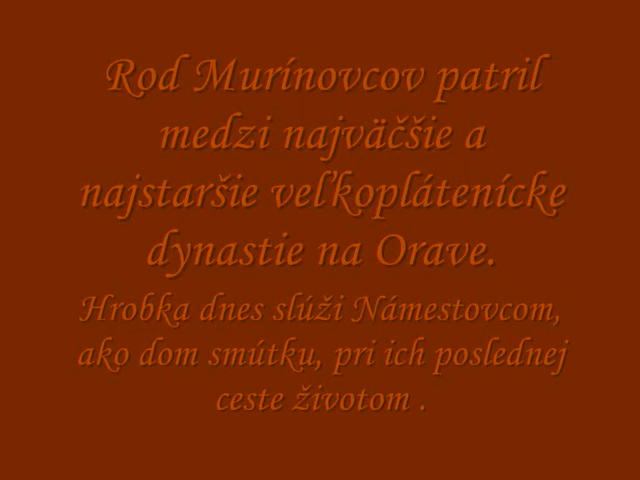 Rod Murínovcov patril
medzi najväčšie a
najstaršie veľkoplátenícke
dynastie na Orave.
Hrobka dnes slúži Námestovcom,
ako dom smútku, pri ich poslednej
ceste životom .